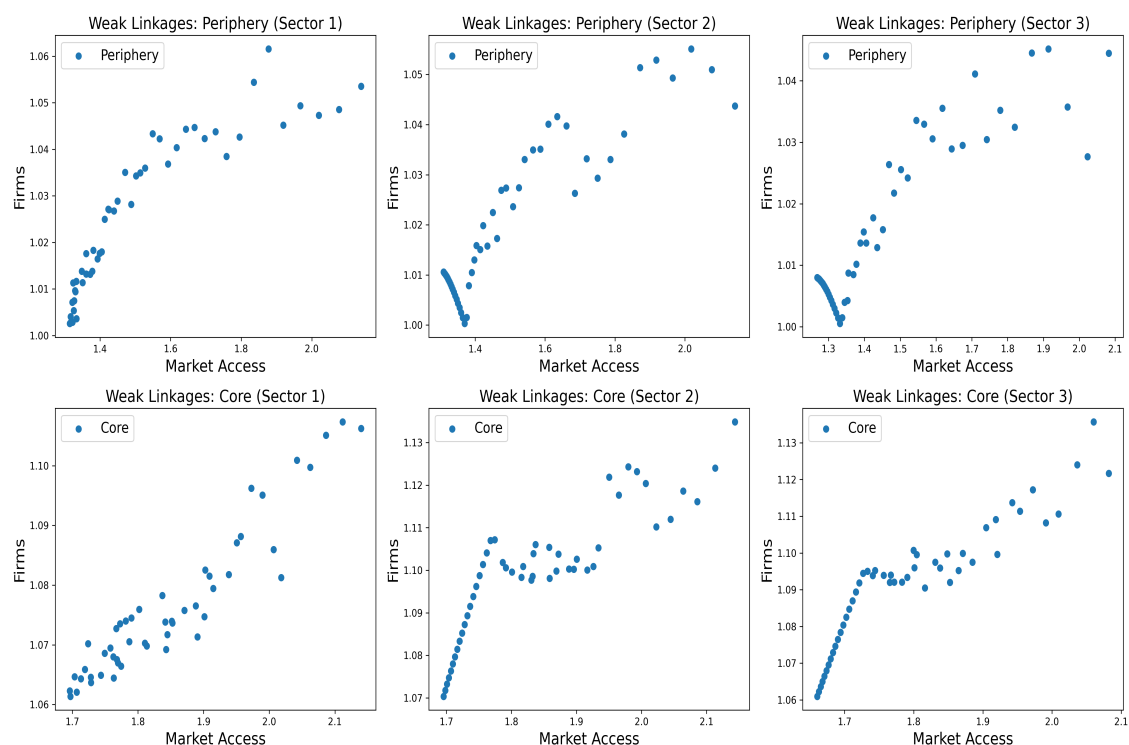 Weak Linkages: Periphery (Sector 1)
Periphery
1.06
1.05
1.04
1.03
1.02
1.01
1.00
Firms
1.4 1.6 1.8 2.0
Market Access
Weak Linkages: Periphery (Sector 2)
Periphery
1.05
1.04
1.03
1.02
1.01
1.00
Firms
1.4 1.6 1.8 2.0
Market Access
Weak Linkages: Periphery (Sector 3)
Periphery
1.04
1.03
1.02
1.01
1.00
Firms
1.3 1.4 1.5 1.6 1.7 1.8 1.9 2.0 2.1
Market Access
Weak Linkages: Core (Sector 1)
Core
1.10
1.09
1.08
1.07
1.06
Firms
1.7 1.8 1.9 2.0 2.1
Market Access
Weak Linkages: Core (Sector 2)
Core
1.13
1.12
1.11
1.10
1.09
1.08
1.07
Firms
1.7 1.8 1.9 2.0 2.1
Market Access
Weak Linkages: Core (Sector 3)
Core
1.13
1.12
1.11
1.10
1.09
1.08
1.07
1.06
Firms
1.7 1.8 1.9 2.0 2.1
Market Access